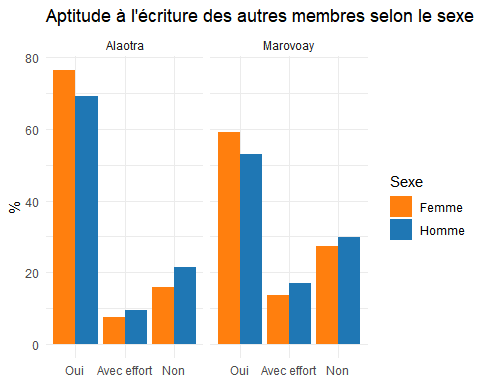 Aptitude à l'écriture des autres membres selon le sexe
Alaotra
Marovoay
80
60
40
20
0
%
Oui
Avec effort
Non
Oui
Avec effort
Non
Sexe
Femme
Homme